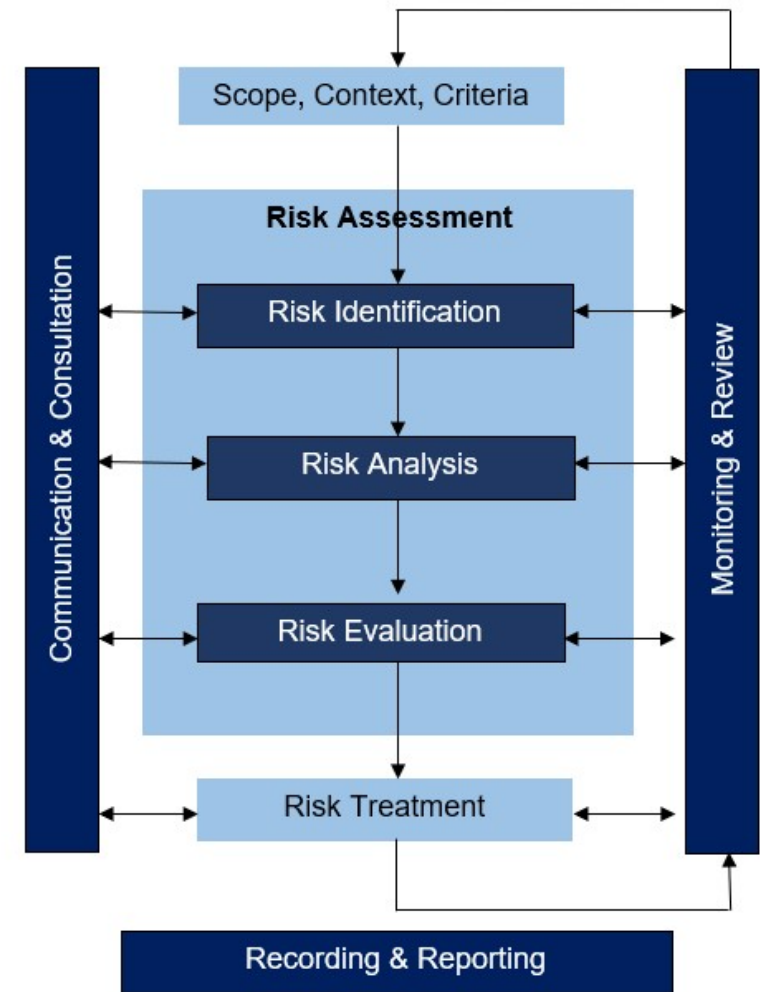 Scope, Context, Criteria
Risk Assessment
Risk Identification
Risk Analysis
Risk Evaluation
Risk Treatment
Communication & Consultation
Monitoring & Review
Recording & Reporting